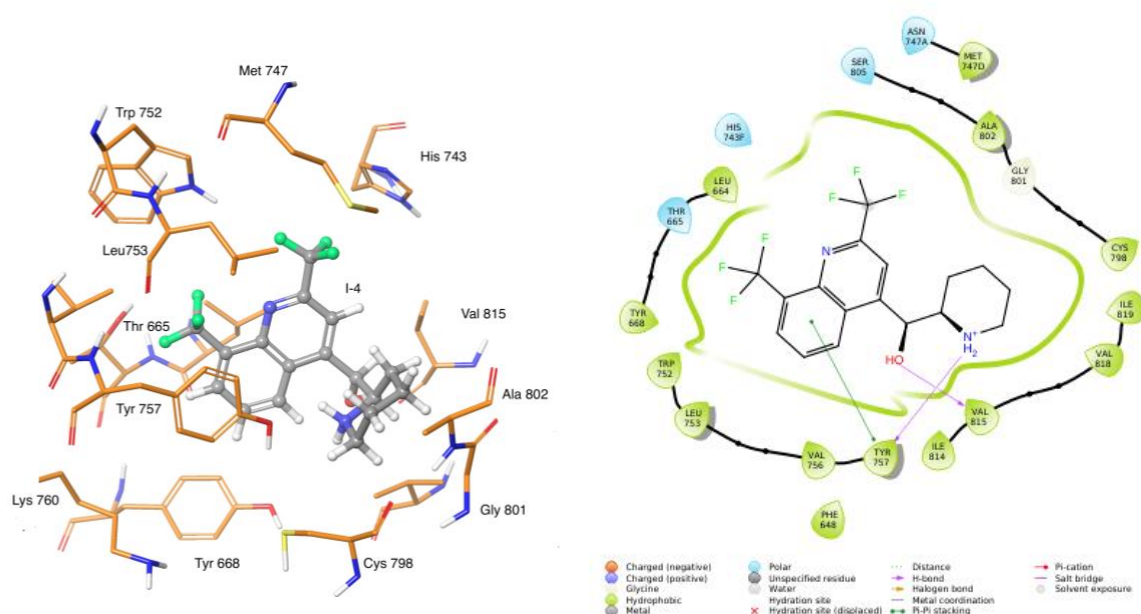 Met 747
Trp 752
His 743
Leu753
I-4
Thr 665
Val 815
Tyr 757
Ala 802
Lys 760
Gly 801
Tyr 668
Cys 798
ASN
747A
MET
747D
SER
805
HIS
743F
ALA
802
GLY
801
LEU
664
THR
665
F
F
F
N
F
F
F
CYS
798
TYR
668
ILE
819
N+
H2
VAL
818
TRP
752
HO
VAL
815
LEU
753
VAL
756
TYR
757
ILE
814
PHE
648
Charged (negative)
Charged (positive)
Glycine
Hydrophobic
Metal
Polar
Unspecified residue
Water
Hydration site
Hydration site (displaced)
Distance
H-bond
Halogen bond
Metal coordination
Pi-Pi stacking
Pi-cation
Salt bridge
Solvent exposure